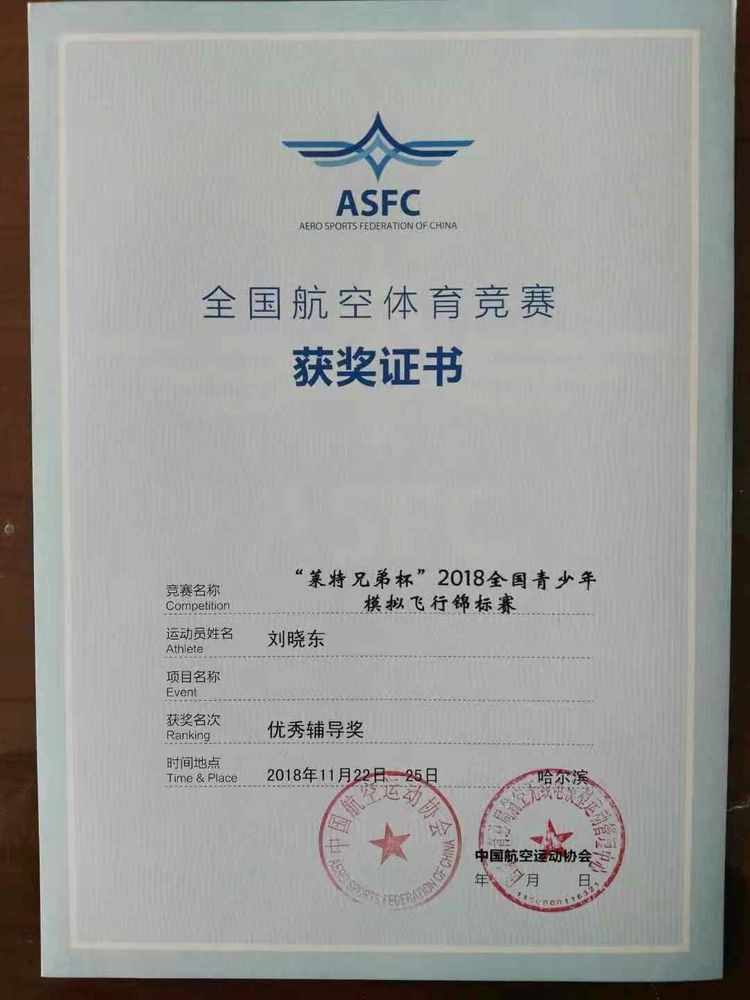 ASFC
AERO SPORTS FEDERATION OF CHINA
全国航空体育竞赛
获奖证书
竞赛名称
Competition
“莱特兄弟杯”2018全国青少年
模拟飞行锦标赛
运动员姓名
Athlete
刘晓东
项目名称
Event
获奖名次
Ranking
优秀辅导奖
时间地点
Time & Place
2018年11月22日—25日 哈尔滨
中国航空运动协会
AERO SPORTS FEDERATION OF CHINA
中国航空运动协会
年 月 日